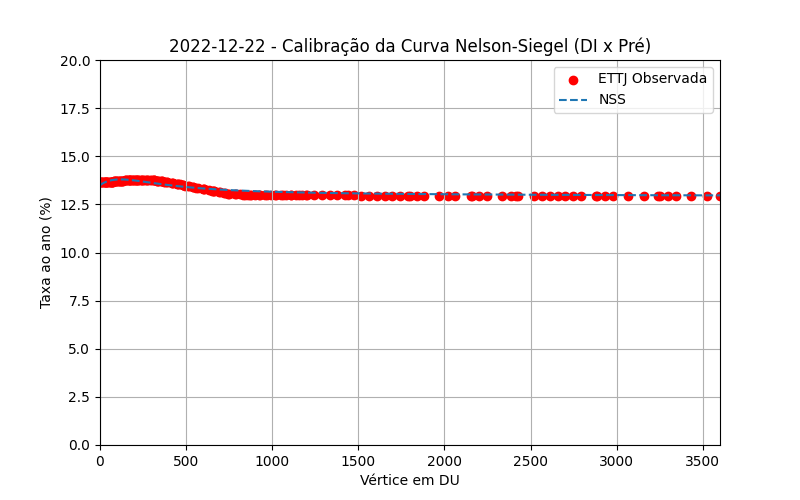 2022-12-22 - Calibração da Curva Nelson-Siegel (DI x Pré)
ETTJ Observada
NSS
Taxa ao ano (%)
20.0
17.5
15.0
12.5
10.0
7.5
5.0
2.5
0.0
0 500 1000 1500 2000 2500 3000 3500
Vértice em DU